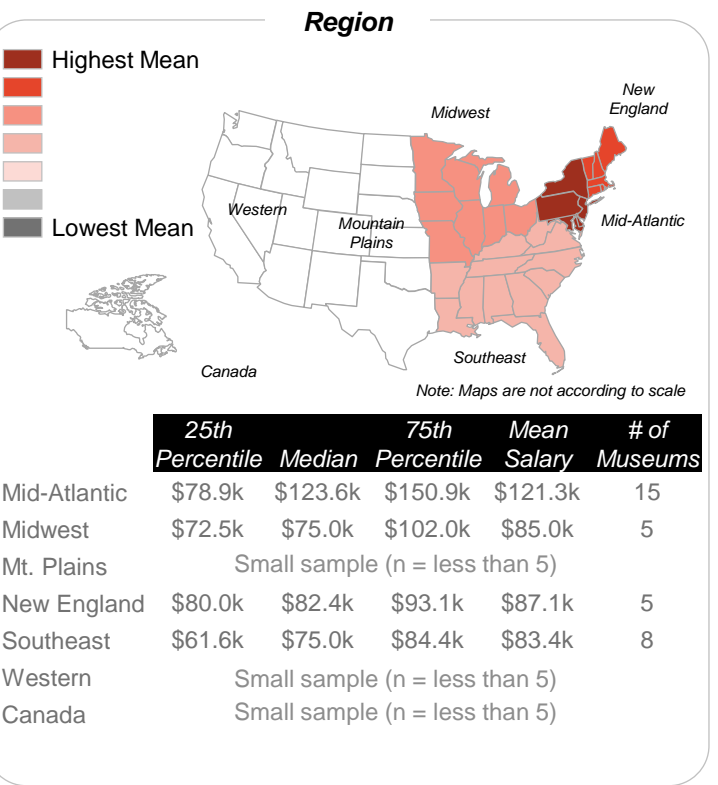 Region
Highest Mean
Lowest Mean
New
England
Midwest
Western
Mountain
Plains
Mid-Atlantic
Southeast
Canada
Note: Maps are not according to scale
25th Percentile Median 75th Percentile Mean Salary # of Museums
Mid-Atlantic $78.9k $123.6k $150.9k $121.3k 15
Midwest $72.5k $75.0k $102.0k $85.0k 5
Mt. Plains Small sample (n = less than 5)
New England $80.0k $82.4k $93.1k $87.1k 5
Southeast $61.6k $75.0k $84.4k $83.4k 8
Western Small sample (n = less than 5)
Canada Small sample (n = less than 5)